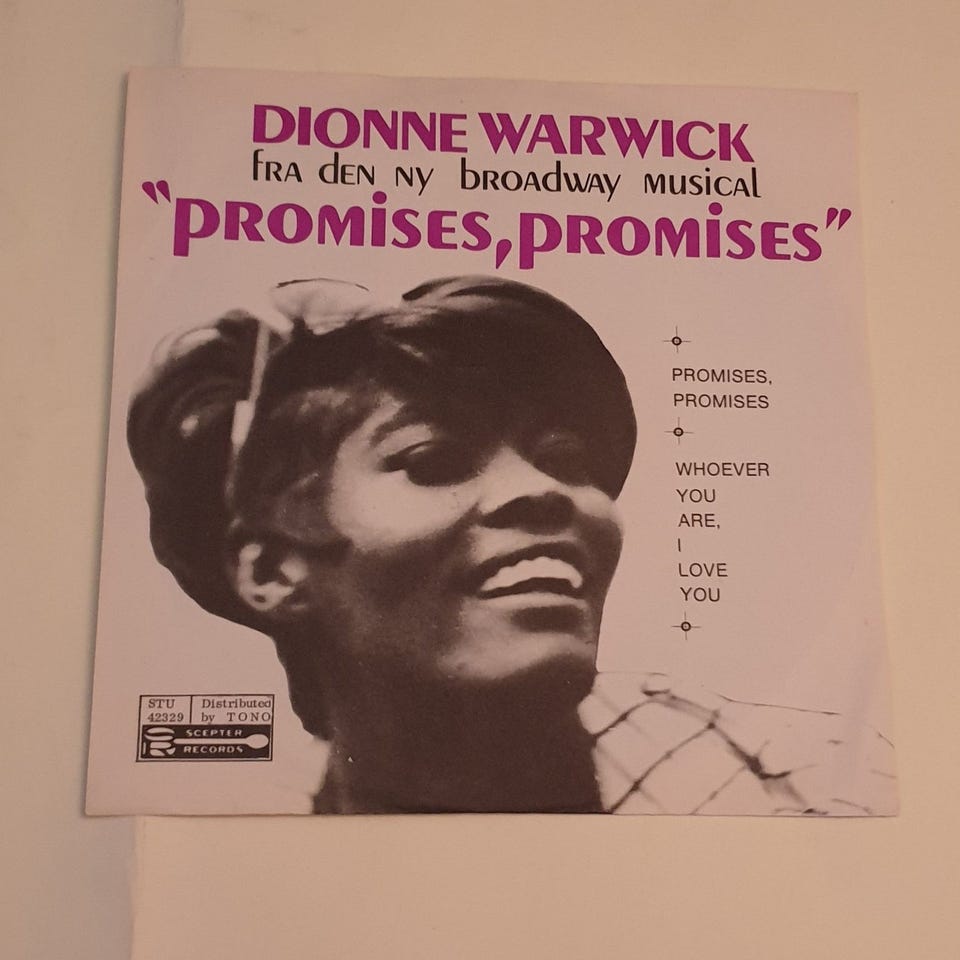 DIONNE WARWICK
fRA dEN NY bROAdWAY MUSICAl
"PROMiSES, PROMiSES"
PROMISES,
PROMISES
WHOEVER
YOU
ARE,
I
LOVE
YOU
STU
42329
Distributed
by TONO
SCEPTER
RECORDS